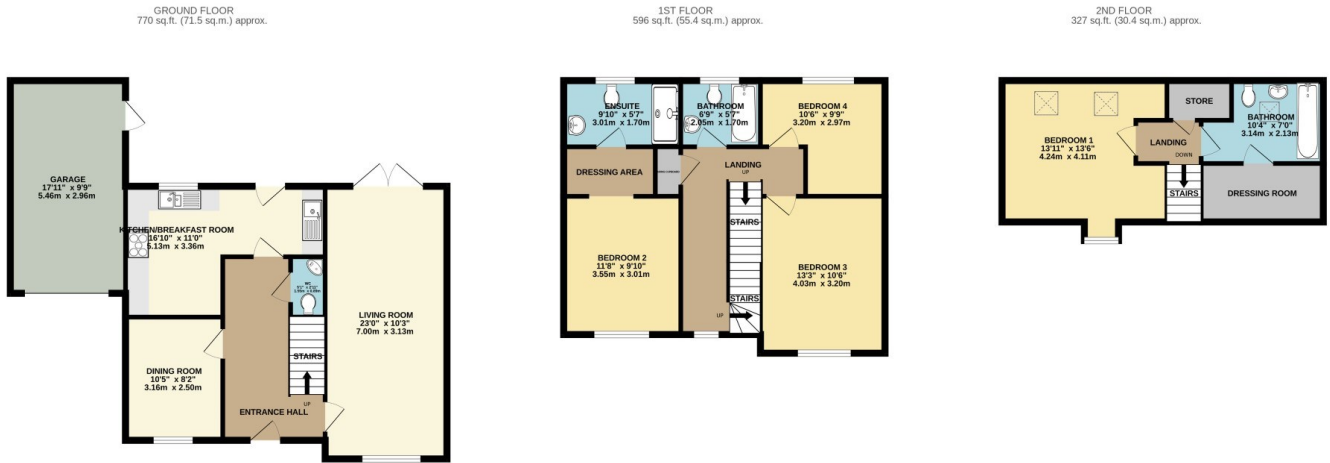 GROUND FLOOR
770 sq.ft. (71.5 sq.m.) approx.
GARAGE
17'11" x 9'9"
5.46m x 2.96m
KITCHEN/BREAKFAST ROOM
16'10" x 11'0"
5.13m x 3.36m
WC
LIVING ROOM
23'0" x 10'3"
7.00m x 3.13m
STAIRS
DINING ROOM
10'5" x 8'2"
3.16m x 2.50m
UP
ENTRANCE HALL
1ST FLOOR
596 sq.ft. (55.4 sq.m.) approx.
ENSUITE
9'10" x 5'7"
3.01m x 1.70m
BATHROOM
6'9" x 5'7"
2.05m x 1.70m
BEDROOM 4
10'6" x 9'9"
3.20m x 2.97m
DRESSING AREA
LANDING
UP
STAIRS
BEDROOM 2
11'8" x 9'10"
3.55m x 3.01m
BEDROOM 3
13'3" x 10'6"
4.03m x 3.20m
STAIRS
UP
2ND FLOOR
327 sq.ft. (30.4 sq.m.) approx.
STORE
BEDROOM 1
13'11" x 13'6"
4.24m x 4.11m
BATHROOM
10'4" x 7'0"
3.14m x 2.13m
LANDING
DOWN
STAIRS
DRESSING ROOM